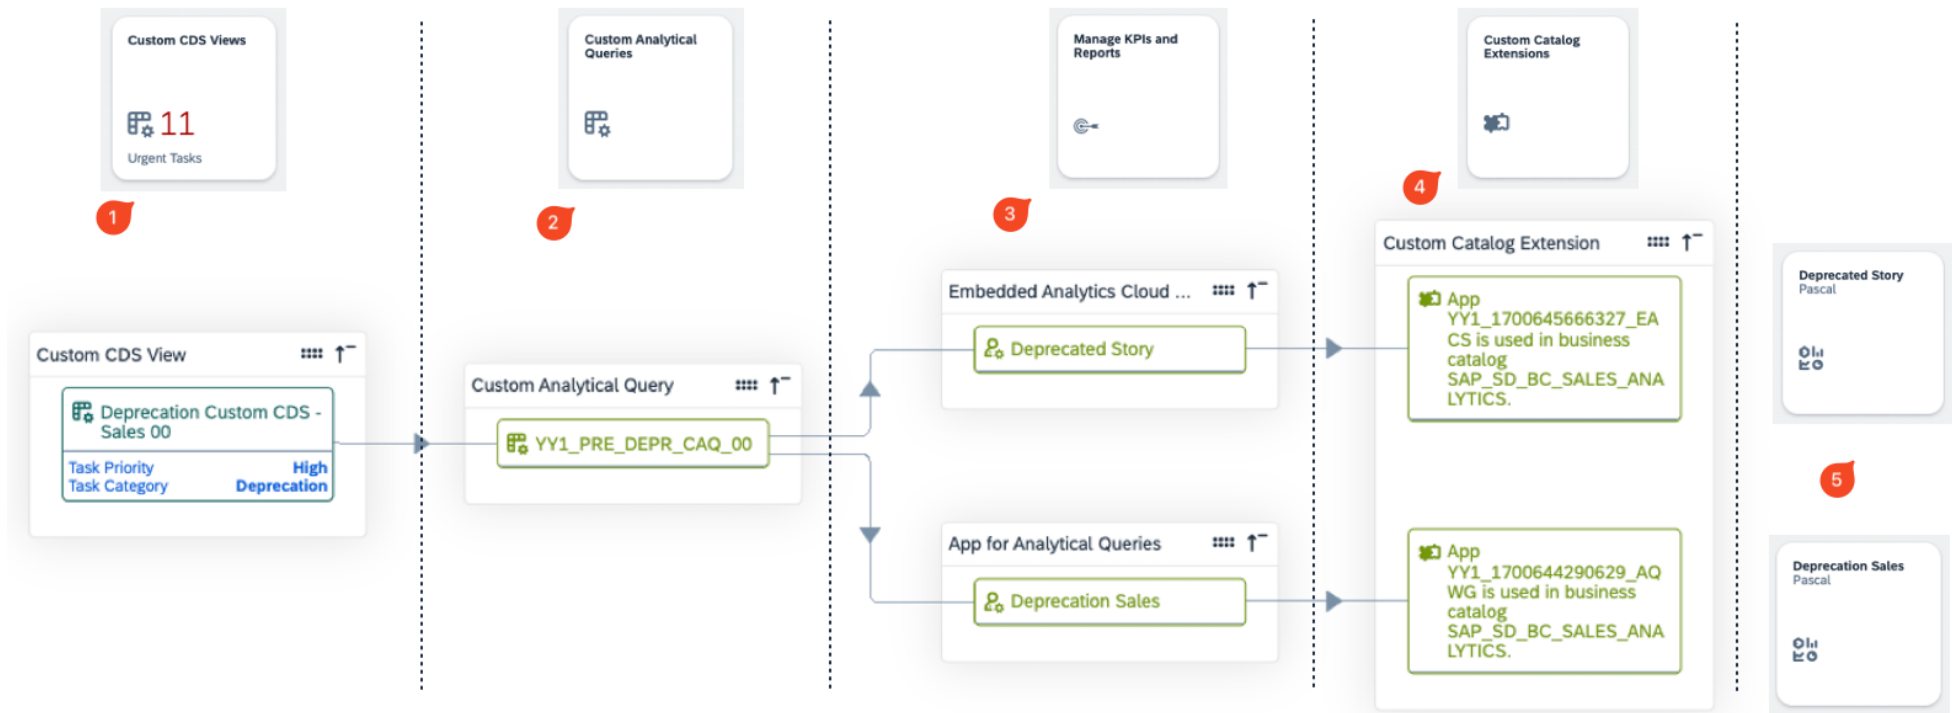 Custom CDS Views
11
Urgent Tasks
1
Custom Analytical
Queries
2
Manage KPIs and
Reports
3
Custom Catalog
Extensions
4
Custom CDS View
Deprecation Custom CDS -
Sales 00
Task Priority High
Task Category Deprecation
Custom Analytical Query
YY1_PRE_DEPR_CAQ_00
Embedded Analytics Cloud ...
Deprecated Story
App for Analytical Queries
Deprecation Sales
Custom Catalog Extension
App
YY1_1700645666327_EA
CS is used in business
catalog
SAP_SD_BC_SALES_ANA
LYTICS.
App
YY1_1700644290629_AQ
WG is used in business
catalog
SAP_SD_BC_SALES_ANA
LYTICS.
Deprecated Story
Pascal
5
Deprecation Sales
Pascal